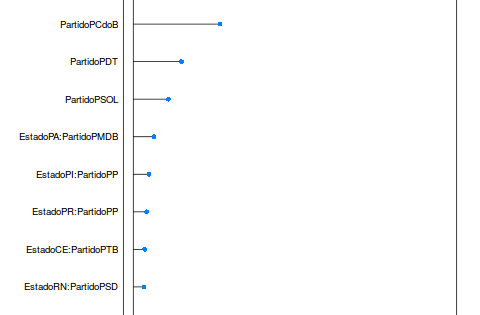 PartidoPCdoB
PartidoPDT
PartidoPSOL
EstadoPA:PartidoPMDB
EstadoPI:PartidoPP
EstadoPR:PartidoPP
EstadoCE:PartidoPTB
EstadoRN:PartidoPSD